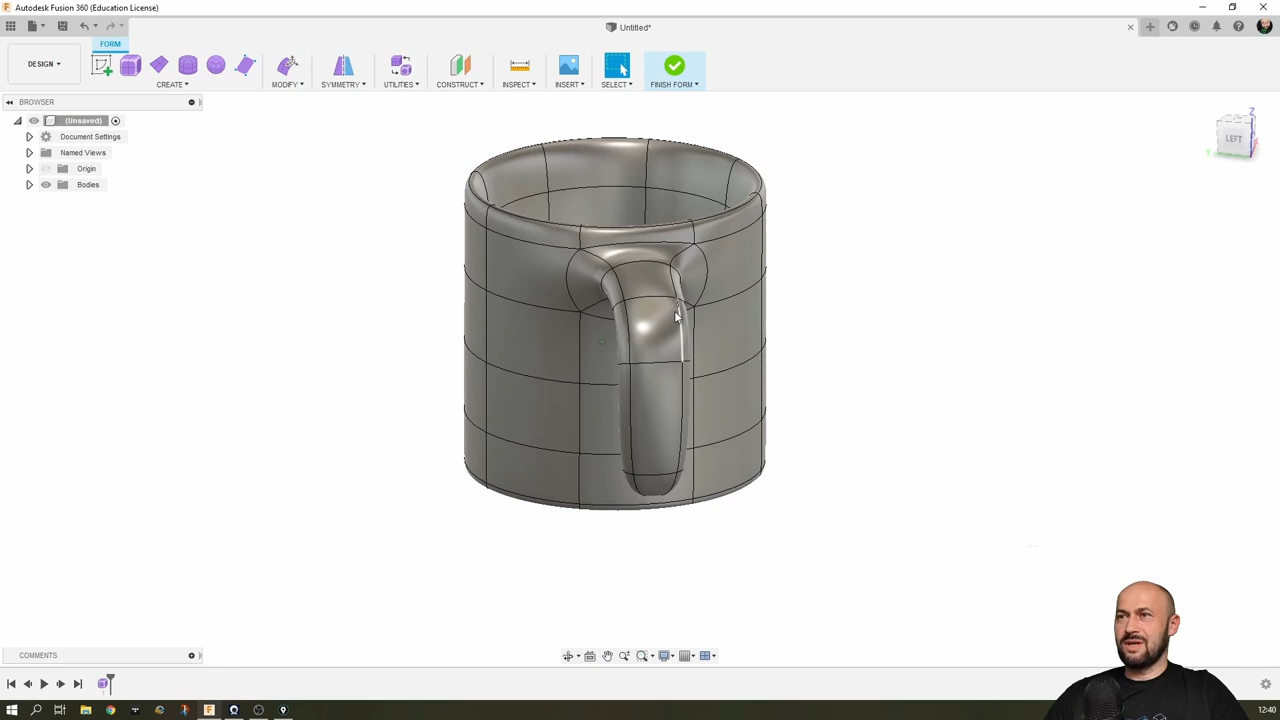 Autodesk Fusion 360 (Education License)
Untitled*
FORM
DESIGN
CREATE
MODIFY
SYMMETRY
UTILITIES
CONSTRUCT
INSPECT
INSERT
SELECT
FINISH FORM
BROWSER
(Unsaved)
Document Settings
Named Views
Origin
Bodies
Z
LEFT
COMMENTS
12:40